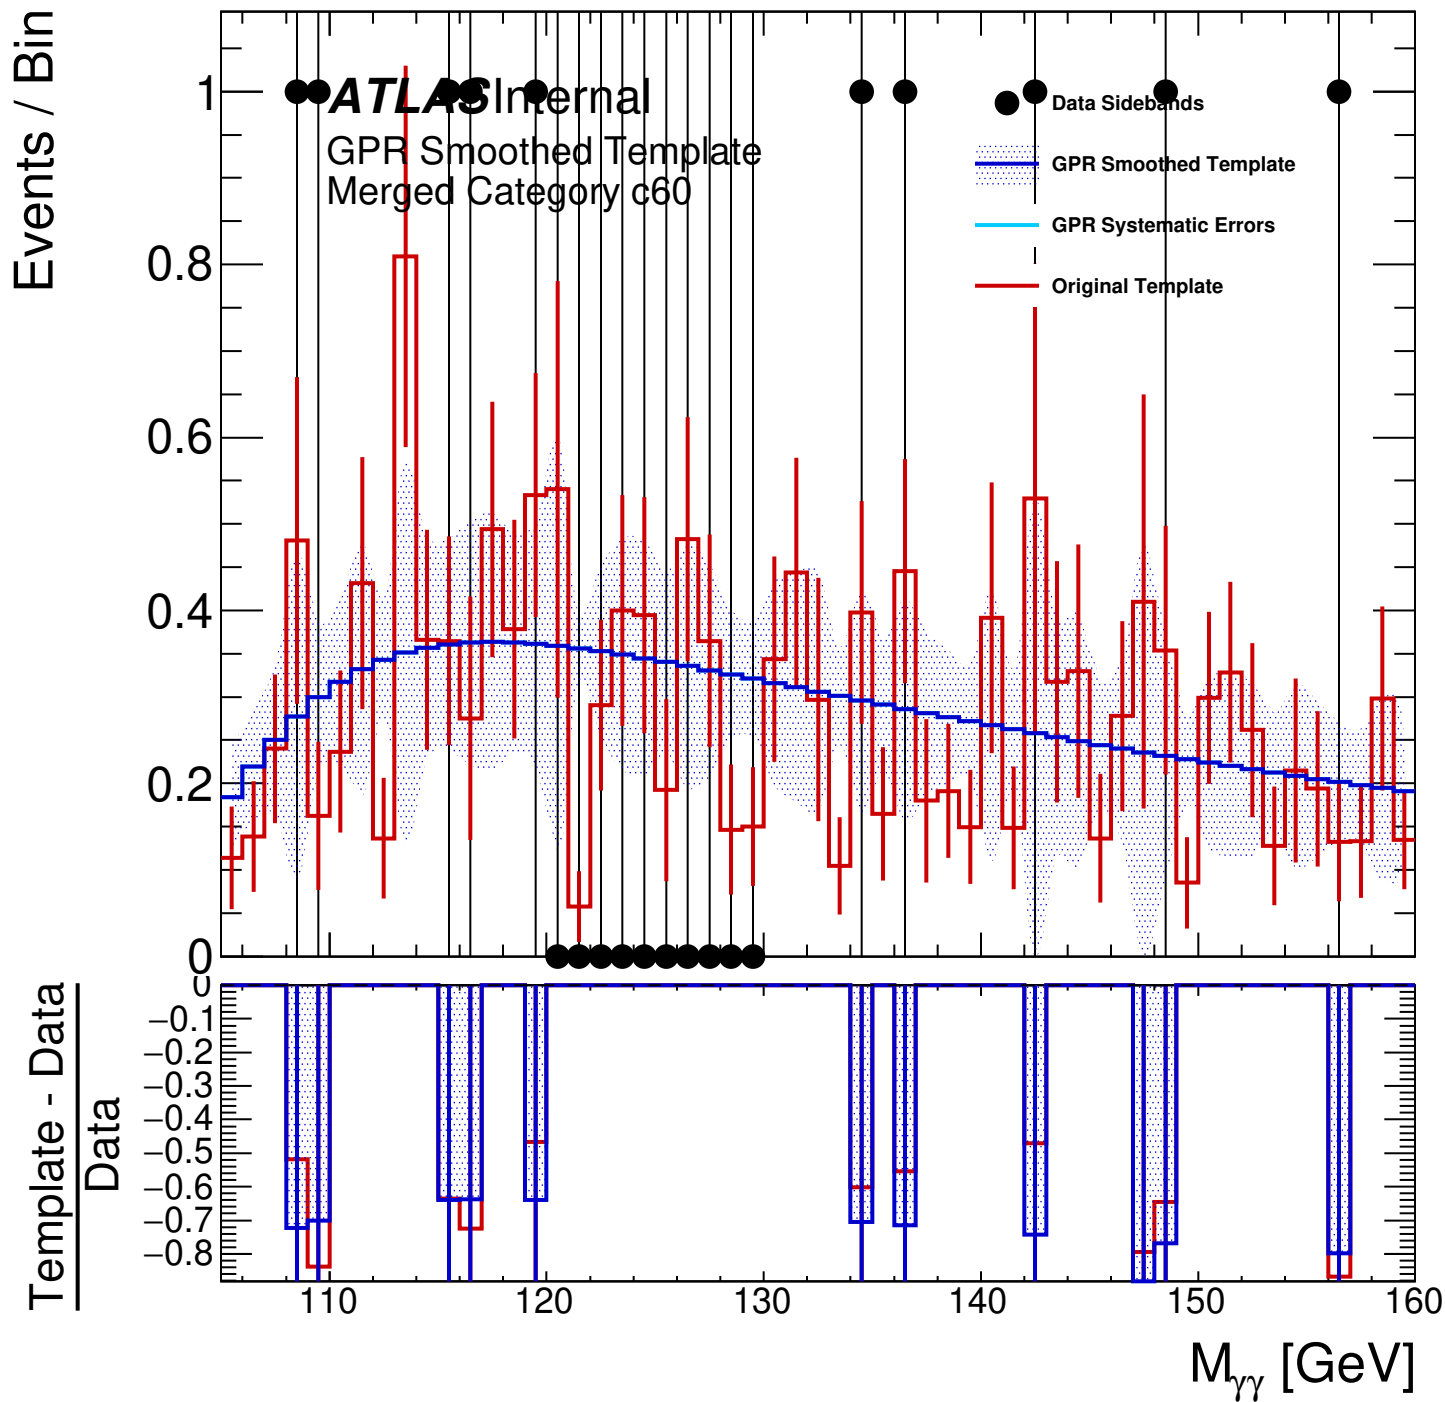 Events / Bin
ATLAS Internal
GPR Smoothed Template
Merged Category c60
Data Sidebands
GPR Smoothed Template
GPR Systematic Errors
Original Template
1
0.8
0.6
0.4
0.2
0
Template - Data
Data
0
−0.1
−0.2
−0.3
−0.4
−0.5
−0.6
−0.7
−0.8
110 120 130 140 150 160
Mγγ [GeV]